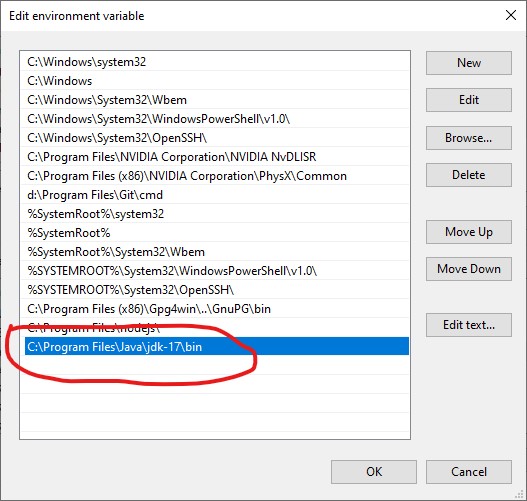 Edit environment variable
C:\Windows\system32
C:\Windows
C:\Windows\System32\Wbem
C:\Windows\System32\WindowsPowerShell\v1.0\
C:\Windows\System32\OpenSSH\
C:\Program Files\NVIDIA Corporation\NVIDIA NvDLISR
C:\Program Files (x86)\NVIDIA Corporation\PhysX\Common
d:\Program Files\Git\cmd
%SystemRoot%\system32
%SystemRoot%
%SystemRoot%\System32\Wbem
%SYSTEMROOT%\System32\WindowsPowerShell\v1.0\
%SYSTEMROOT%\System32\OpenSSH\
C:\Program Files (x86)\Gpg4win\..\GnuPG\bin
C:\Program Files\nodejs\
C:\Program Files\Java\jdk-17\bin
New
Edit
Browse...
Delete
Move Up
Move Down
Edit text...
OK
Cancel